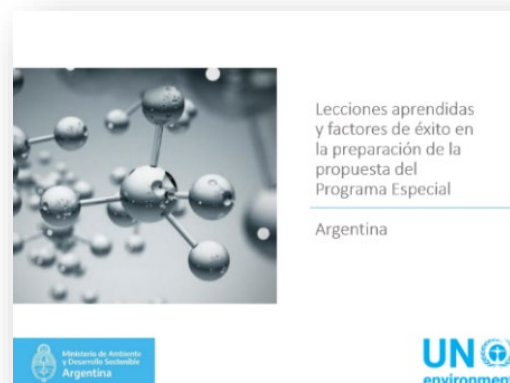 Lecciones aprendidas
y factores de éxito en
la preparación de la
propuesta del
Programa Especial
Argentina
Ministerio de Ambiente
y Desarrollo Sostenible
Argentina
UN
environment